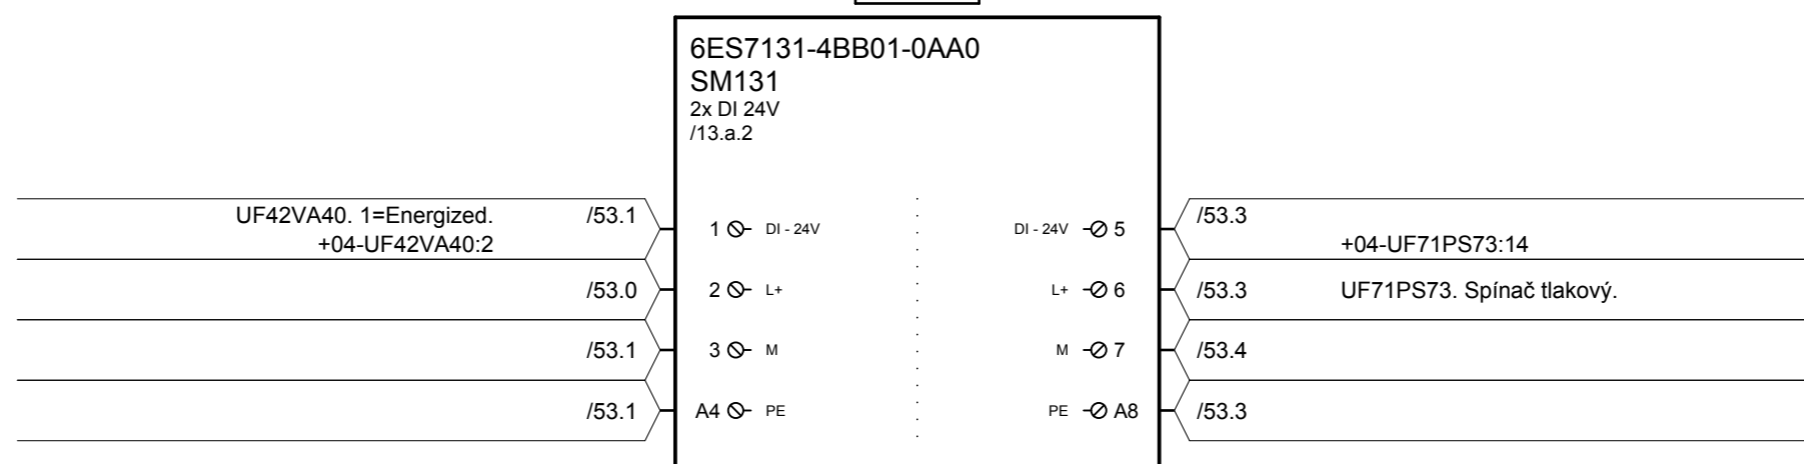 6ES7131-4BB01-0AA0
SM131
2x DI 24V
/13.a.2
UF42VA40. 1=Energized. /53.1 1 DI - 24V DI - 24V 5 /53.3
+04-UF42VA40:2 +04-UF71PS73:14
/53.0 2 L+ L+ 6 /53.3 UF71PS73. Spínač tlakový.
/53.1 3 M M 7 /53.4
/53.1 A4 PE PE A8 /53.3